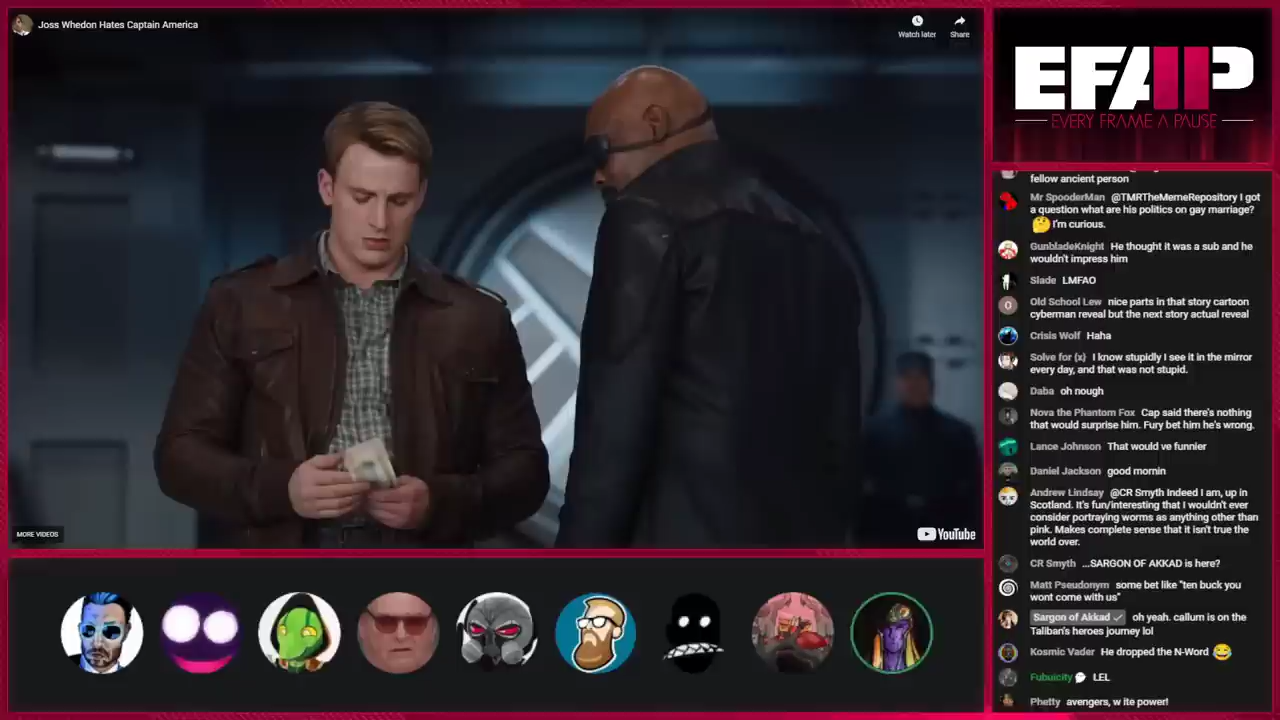 Joss Whedon Hates Captain America
Watch later
Share
MORE VIDEOS
YouTube
EFAP
EVERY FRAME A PAUSE
fellow ancient person
Mr SpooderMan @TMRTheMemeRepository I got
a question what are his politics on gay marriage?
🤔 I'm curious.
GunbladeKnight He thought it was a sub and he
wouldn't impress him
Slade LMFAO
Old School Lew nice parts in that story cartoon
cyberman reveal but the next story actual reveal
Crisis Wolf Haha
Solve for {x} I know stupidly I see it in the mirror
every day, and that was not stupid.
Daba oh nough
Nova the Phantom Fox Cap said there's nothing
that would surprise him. Fury bet him he's wrong.
Lance Johnson That would ve funnier
Daniel Jackson good mornin
Andrew Lindsay @CR Smyth Indeed I am, up in
Scotland. It's fun/interesting that I wouldn't ever
consider portraying worms as anything other than
pink. Makes complete sense that it isn't true the
world over.
CR Smyth ...SARGON OF AKKAD is here?
Matt Pseudonym some bet like "ten buck you
wont come with us"
Sargon of Akkad ✓ oh yeah. callum is on the
Taliban's heroes journey lol
Kosmic Vader He dropped the N-Word 😂
Fubuicity LEL
Phetty avengers, w ite power!